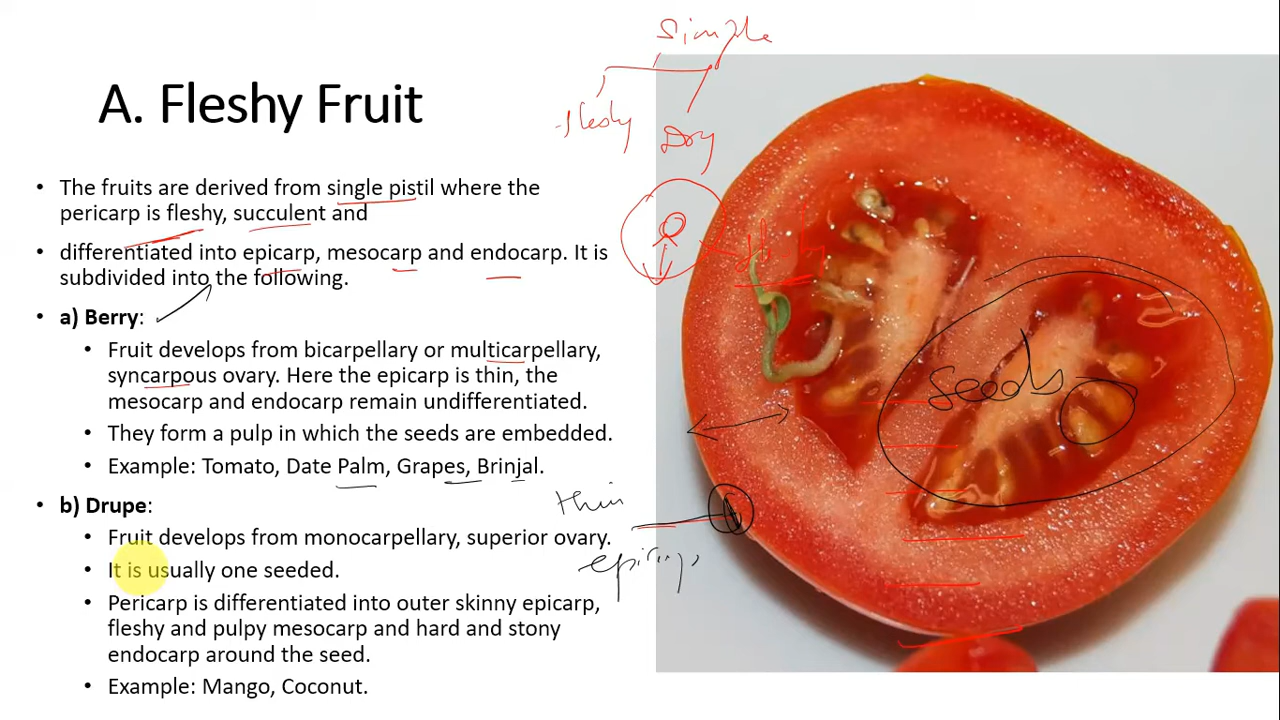 Simple
fleshy Dry
A. Fleshy Fruit
• The fruits are derived from single pistil where the
pericarp is fleshy, succulent and
• differentiated into epicarp, mesocarp and endocarp. It is
subdivided into the following.
• a) Berry:
• Fruit develops from bicarpellary or multicarpellary,
syncarpous ovary. Here the epicarp is thin, the
mesocarp and endocarp remain undifferentiated.
• They form a pulp in which the seeds are embedded.
• Example: Tomato, Date Palm, Grapes, Brinjal.
• b) Drupe:
• Fruit develops from monocarpellary, superior ovary.
• It is usually one seeded.
• Pericarp is differentiated into outer skinny epicarp,
fleshy and pulpy mesocarp and hard and stony
endocarp around the seed.
• Example: Mango, Coconut.
seeds
thin